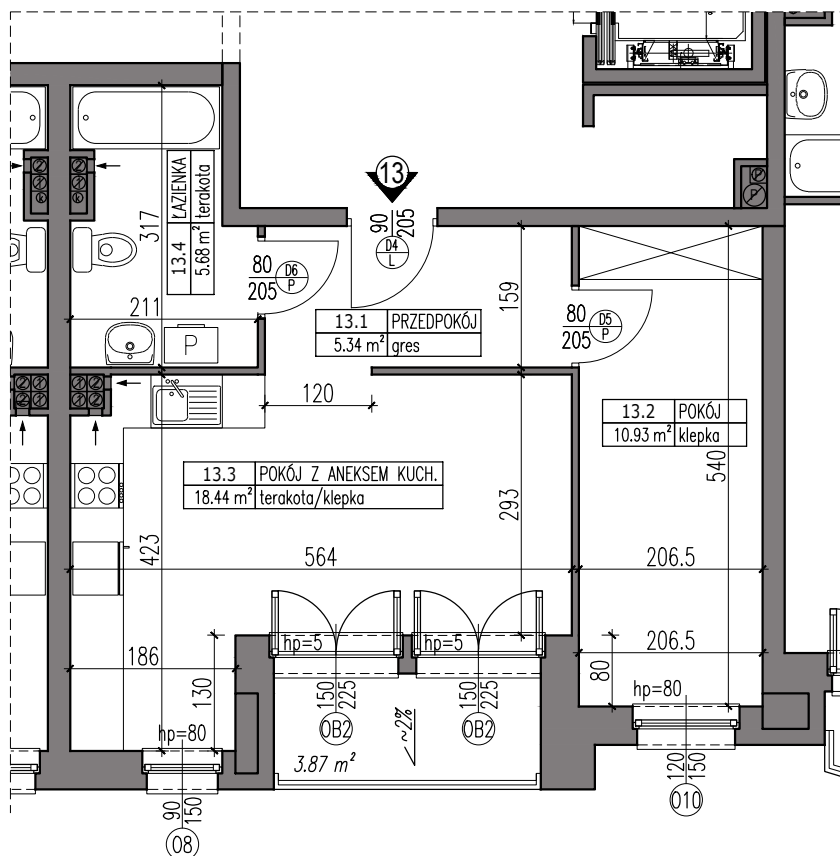 13
90
205
D4
L
317
13.4 ŁAZIENKA
5.68 m² terakota
211
80
205
D6
P
P
13.1 PRZEDPOKÓJ
5.34 m² gres
159
80
205
D5
P
120
13.2 POKÓJ
10.93 m² klepka
540
13.3 POKÓJ Z ANEKSEM KUCH.
18.44 m² terakota/klepka
293
423
564
206.5
186
130
hp=5
hp=5
206.5
80
hp=80
hp=80
150
225
OB2
~2%
150
225
OB2
3.87 m²
120
150
O10
90
150
O8